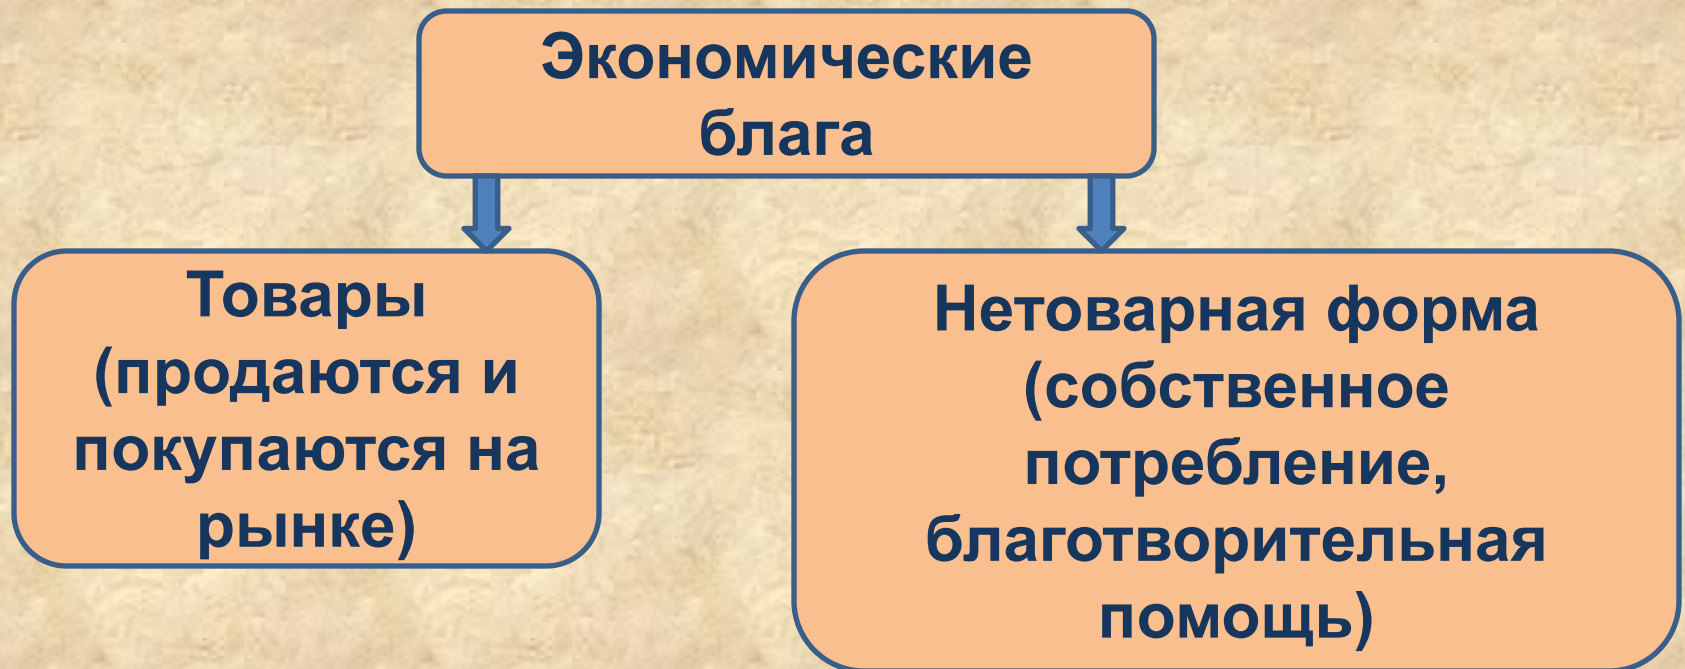 Экономические
блага
Товары
(продаются и
покупаются на
рынке)
Нетоварная форма
(собственное
потребление,
благотворительная
помощь)